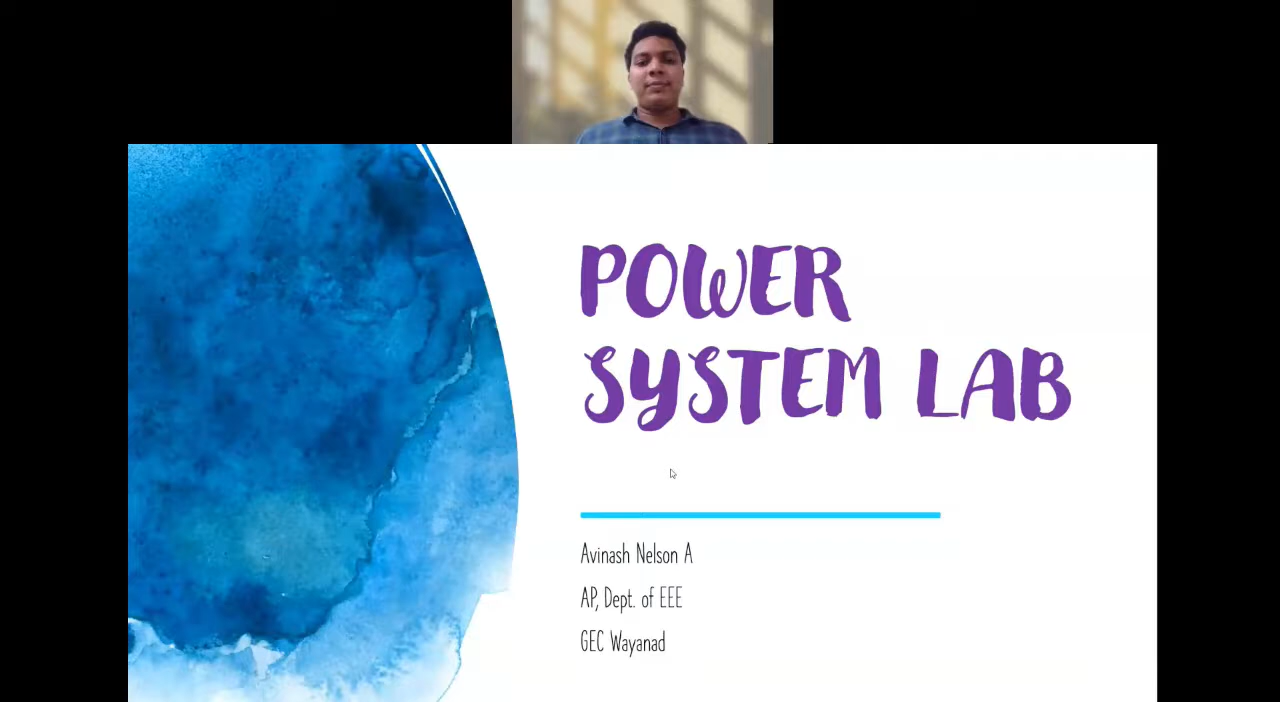 POWER
SYSTEM LAB
Avinash Nelson A
AP, Dept. of EEE
GEC Wayanad